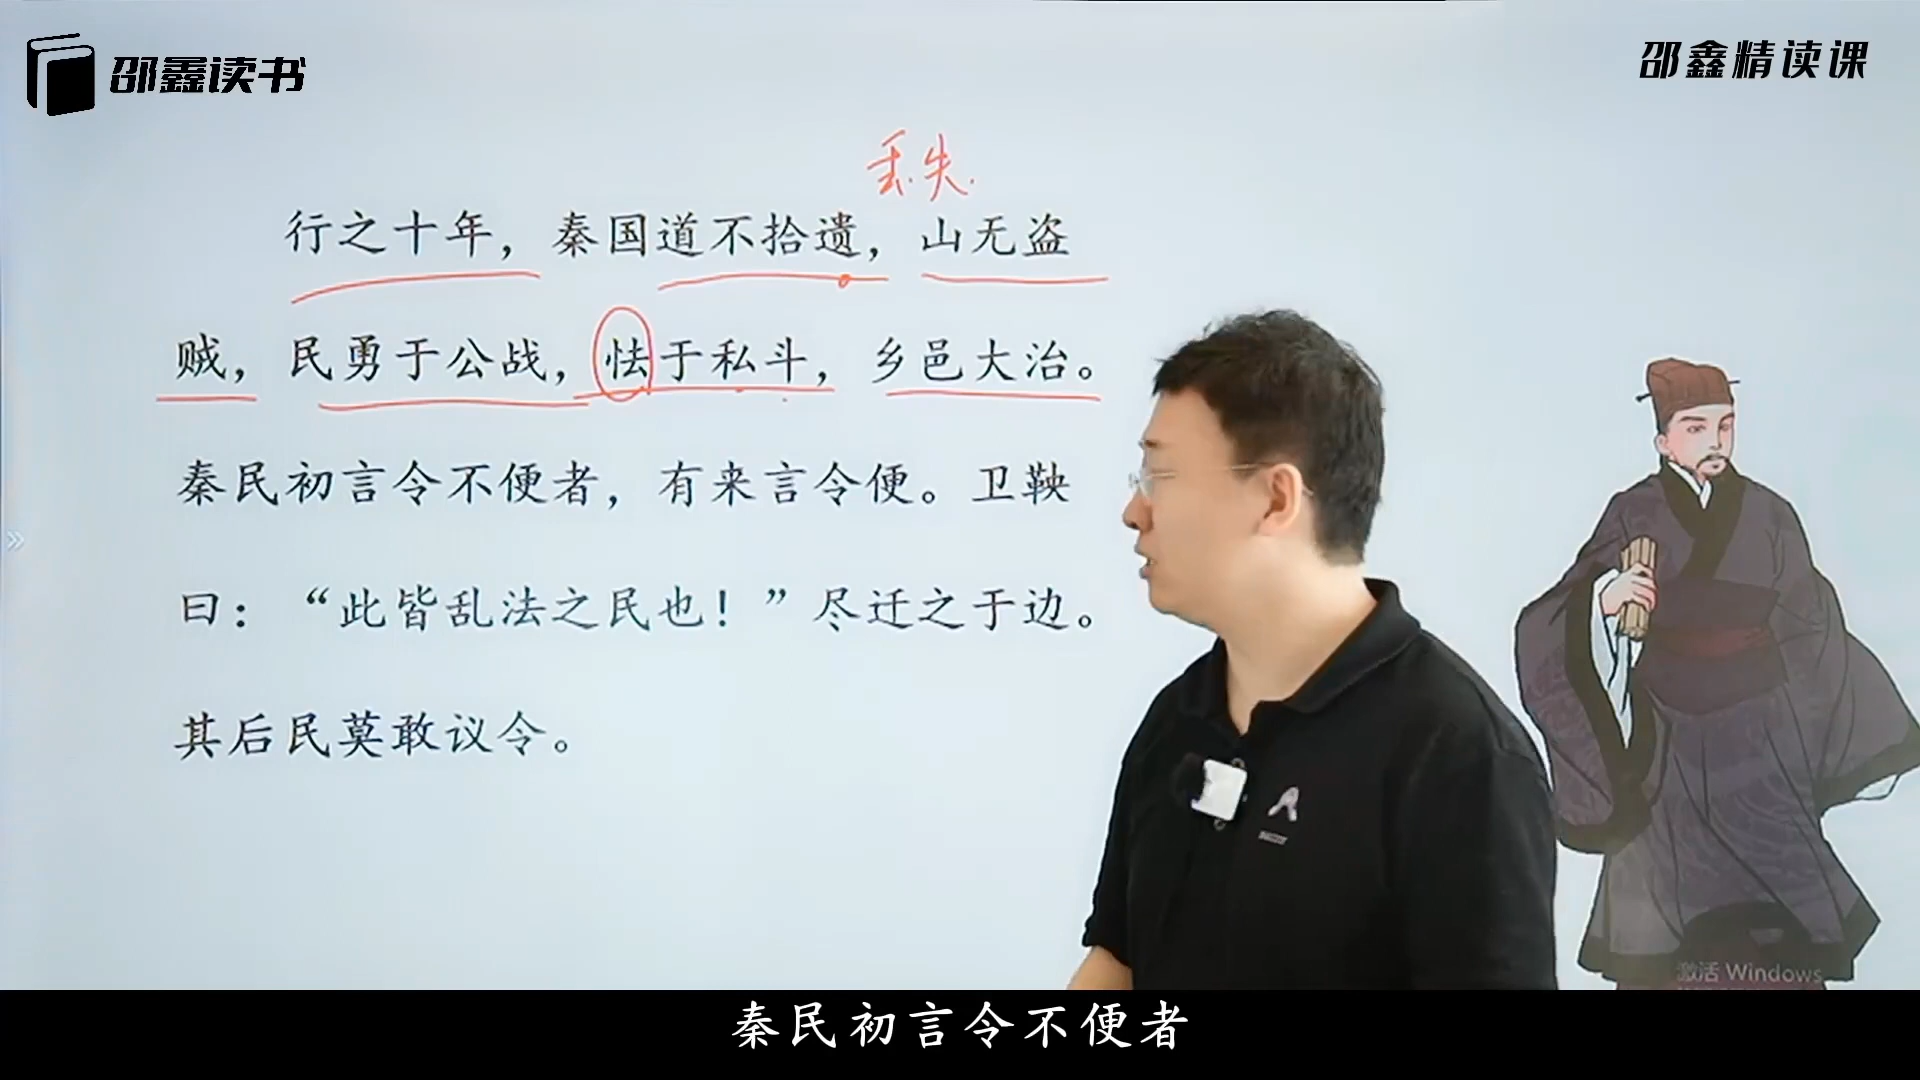 邵鑫读书
邵鑫精读课
丢失
行之十年，秦国道不拾遗，山无盗
贼，民勇于公战，怯于私斗，乡邑大治。
秦民初言令不便者，有来言令便。卫鞅
曰：“此皆乱法之民也！”尽迁之于边。
其后民莫敢议令。
激活 Windows
秦民初言令不便者